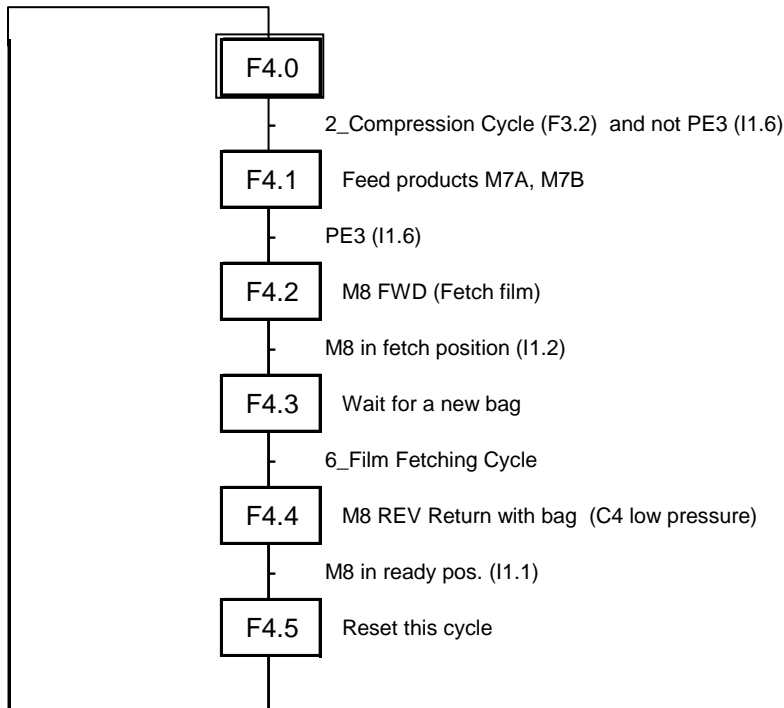 F4.0
2_Compression Cycle (F3.2) and not PE3 (I1.6)
F4.1 Feed products M7A, M7B
PE3 (I1.6)
F4.2 M8 FWD (Fetch film)
M8 in fetch position (I1.2)
F4.3 Wait for a new bag
6_Film Fetching Cycle
F4.4 M8 REV Return with bag (C4 low pressure)
M8 in ready pos. (I1.1)
F4.5 Reset this cycle